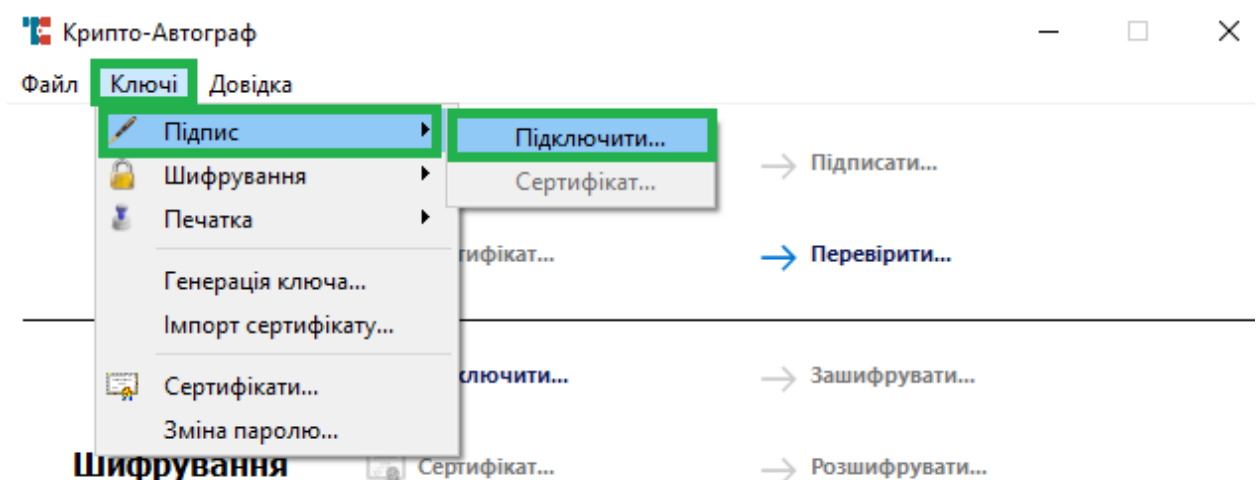 Крипто-Автограф
Файл Ключі Довідка
Підпис
Підключити...
Підписати...
Шифрування
Сертифікат...
Печатка
тифікат...
Перевірити...
Генерація ключа...
Імпорт сертифікату...
Сертифікати...
ключити...
Зашифрувати...
Зміна паролю...
Шифрування
Сертифікат...
Розшифрувати...